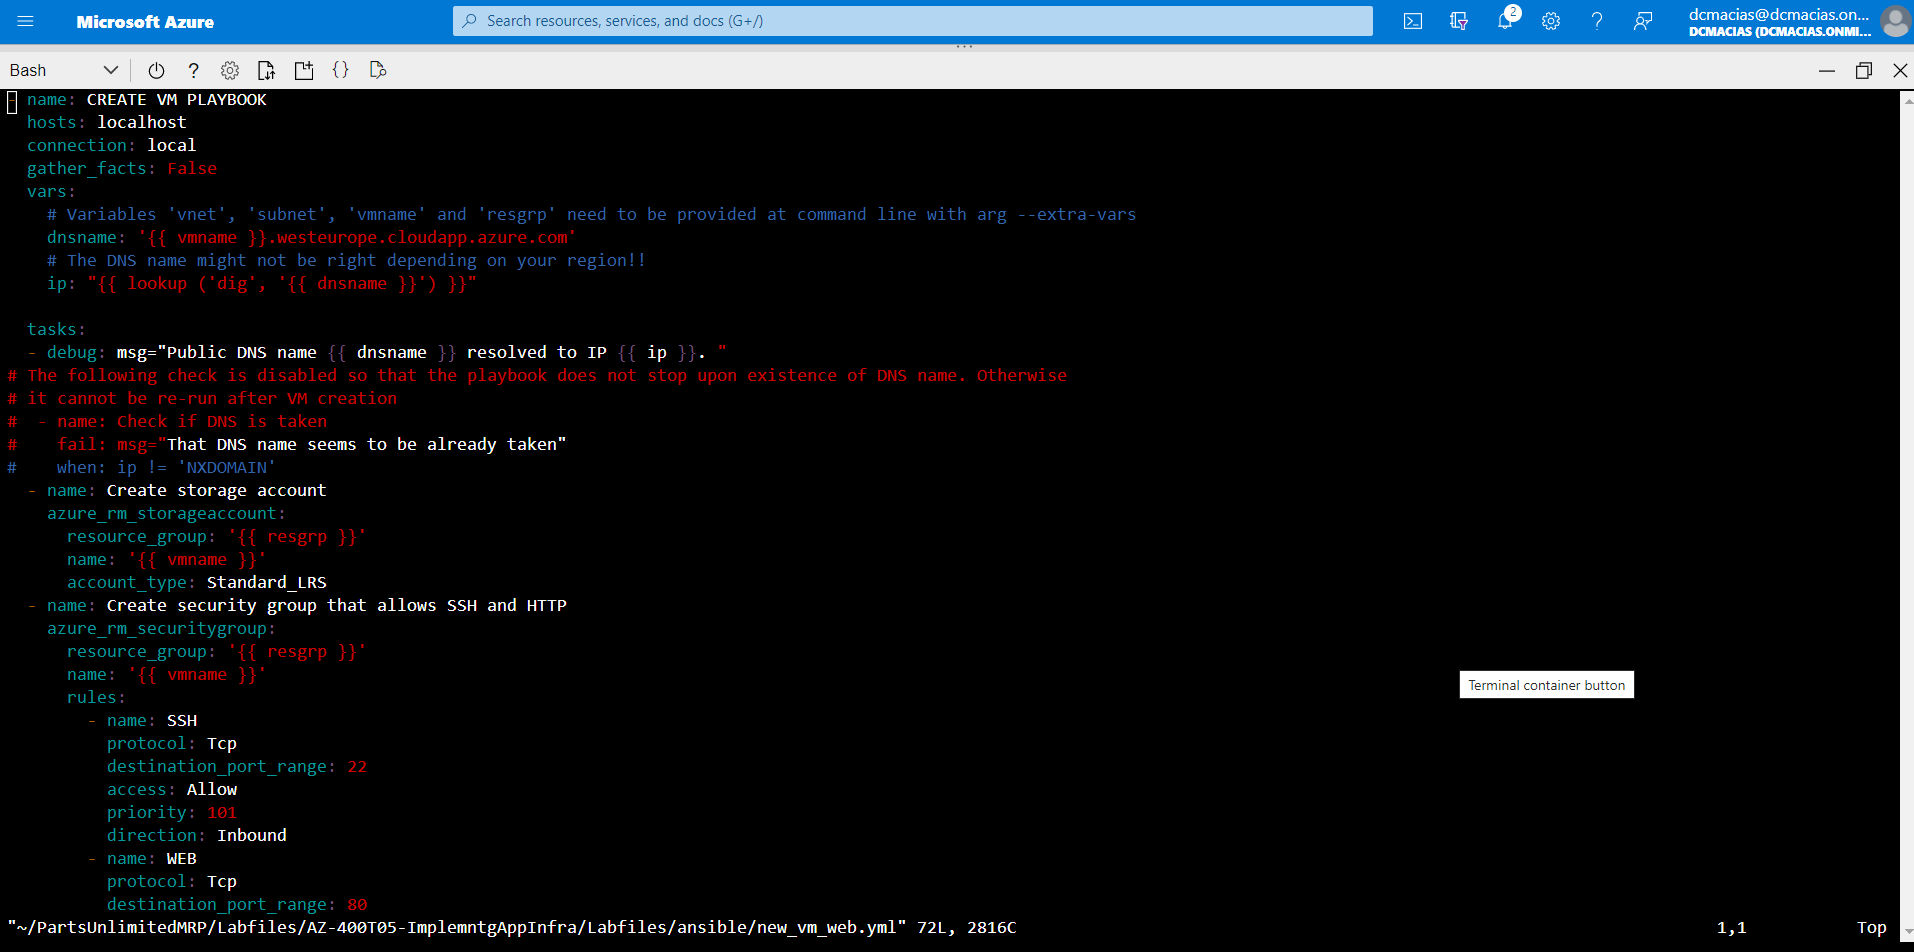 Microsoft Azure
Search resources, services, and docs (G+/)
2
dcmacias@dcmacias.on...
DCMACIAS (DCMACIAS.ONMI...
Bash
?
{}
- name: CREATE VM PLAYBOOK
  hosts: localhost
  connection: local
  gather_facts: False
  vars:
    # Variables 'vnet', 'subnet', 'vmname' and 'resgrp' need to be provided at command line with arg --extra-vars
    dnsname: '{{ vmname }}.westeurope.cloudapp.azure.com'
    # The DNS name might not be right depending on your region!!
    ip: "{{ lookup ('dig', '{{ dnsname }}') }}"
  tasks:
  - debug: msg="Public DNS name {{ dnsname }} resolved to IP {{ ip }}. "
# The following check is disabled so that the playbook does not stop upon existence of DNS name. Otherwise
# it cannot be re-run after VM creation
#  - name: Check if DNS is taken
#    fail: msg="That DNS name seems to be already taken"
#    when: ip != 'NXDOMAIN'
  - name: Create storage account
    azure_rm_storageaccount:
      resource_group: '{{ resgrp }}'
      name: '{{ vmname }}'
      account_type: Standard_LRS
  - name: Create security group that allows SSH and HTTP
    azure_rm_securitygroup:
      resource_group: '{{ resgrp }}'
      name: '{{ vmname }}'
      rules:
        - name: SSH
          protocol: Tcp
          destination_port_range: 22
          access: Allow
          priority: 101
          direction: Inbound
        - name: WEB
          protocol: Tcp
          destination_port_range: 80
Terminal container button
"~/PartsUnlimitedMRP/Labfiles/AZ-400T05-ImplemntgAppInfra/Labfiles/ansible/new_vm_web.yml" 72L, 2816C 1,1 Top